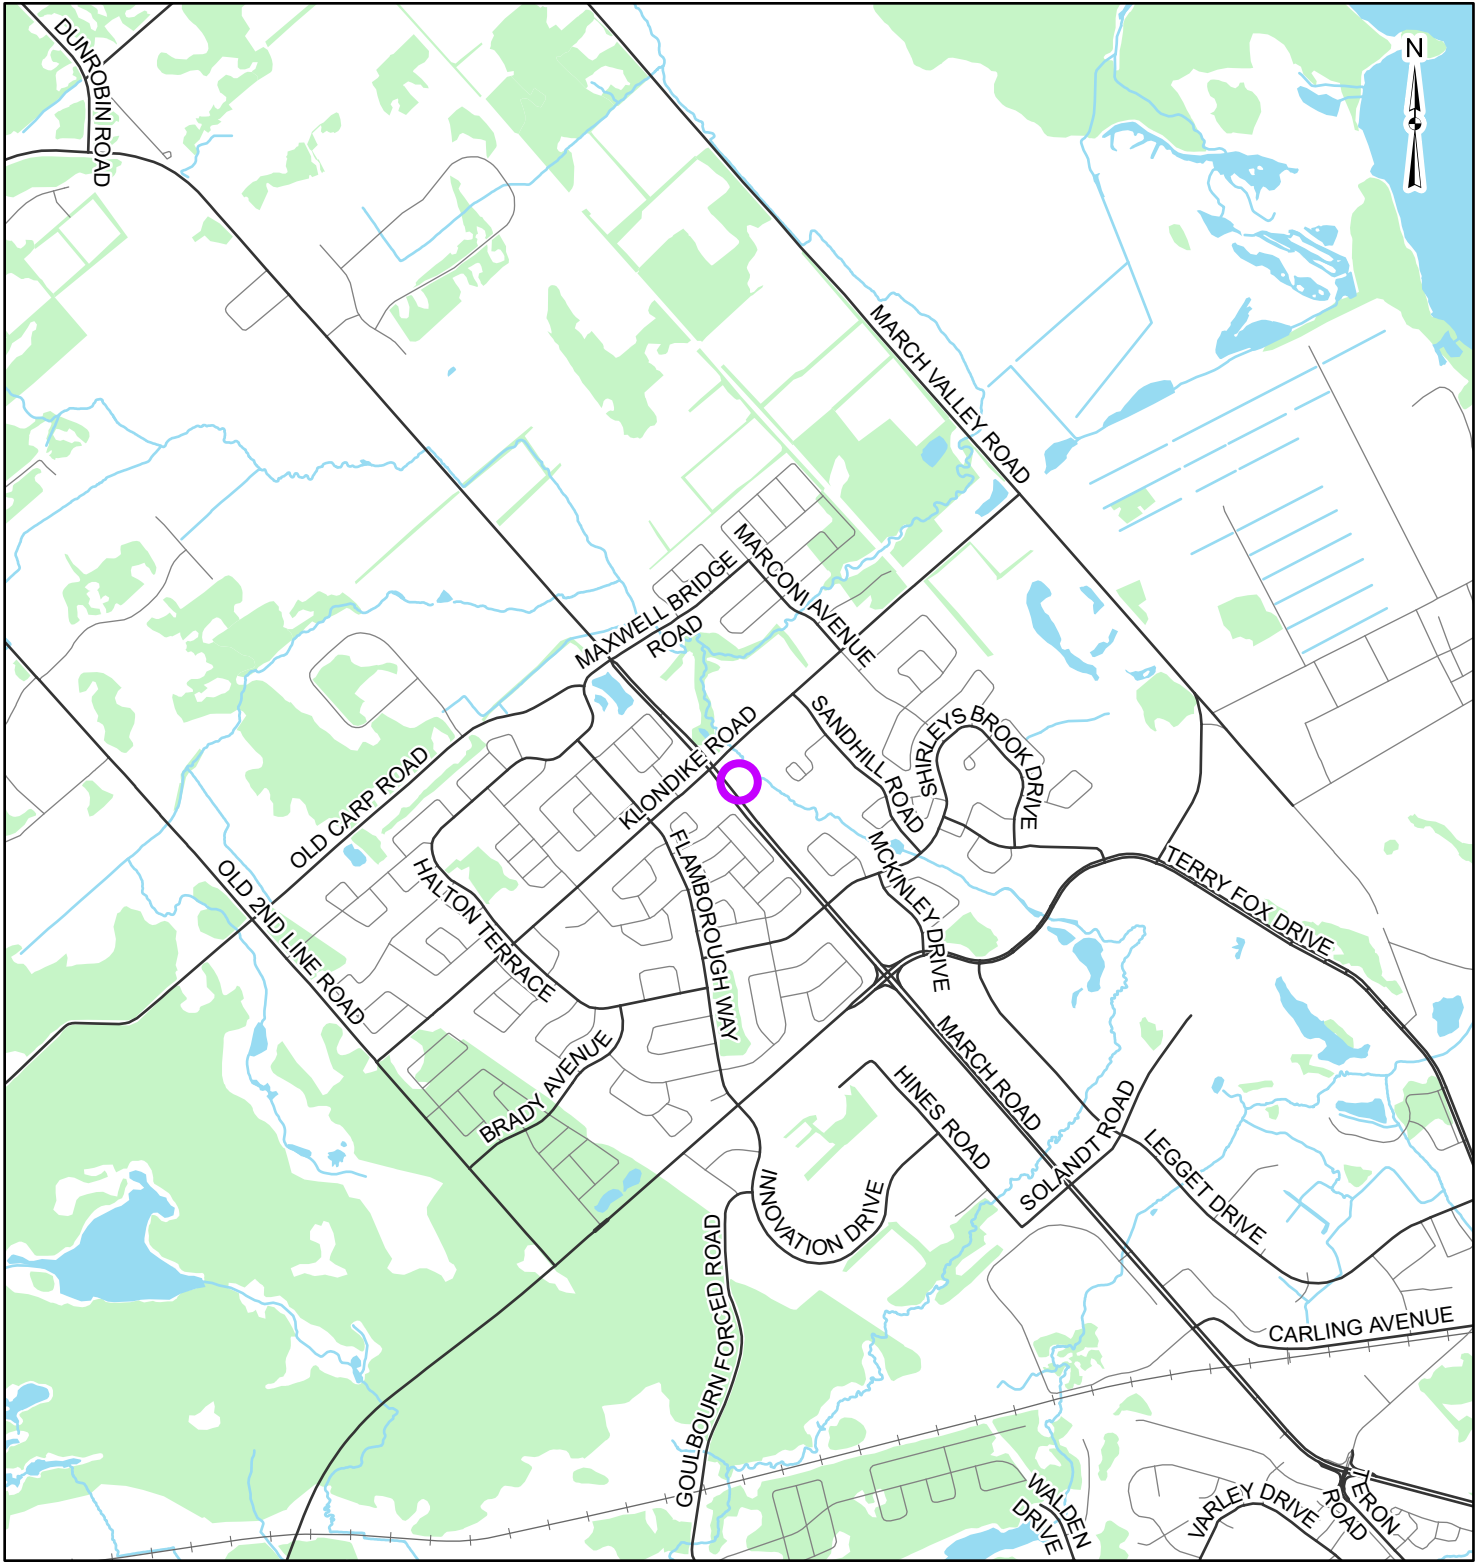 DUNROBIN ROAD
N
MARCH VALLEY ROAD
MARCONI AVENUE
MAXWELL BRIDGE
ROAD
SANDHILL ROAD
SHIRLEYS BROOK DRIVE
KLONDIKE ROAD
OLD CARP ROAD
FLAMBOROUGH WAY
MCKINLEY DRIVE
TERRY FOX DRIVE
HALTON TERRACE
OLD 2ND LINE ROAD
BRADY AVENUE
MARCH ROAD
HINES ROAD
SOLANDT ROAD
LEGGET DRIVE
INNOVATION DRIVE
GOULBOURN FORCED ROAD
CARLING AVENUE
WALDEN
DRIVE
VARLEY DRIVE
TERON
ROAD